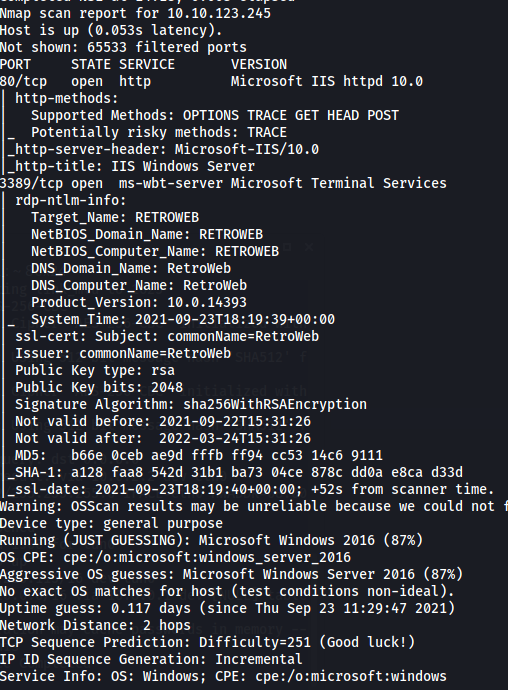 Nmap scan report for 10.10.123.245
Host is up (0.053s latency).
Not shown: 65533 filtered ports
PORT     STATE SERVICE       VERSION
80/tcp   open  http          Microsoft IIS httpd 10.0
| http-methods:
|   Supported Methods: OPTIONS TRACE GET HEAD POST
|_  Potentially risky methods: TRACE
|_http-server-header: Microsoft-IIS/10.0
|_http-title: IIS Windows Server
3389/tcp open  ms-wbt-server Microsoft Terminal Services
| rdp-ntlm-info:
|   Target_Name: RETROWEB
|   NetBIOS_Domain_Name: RETROWEB
|   NetBIOS_Computer_Name: RETROWEB
|   DNS_Domain_Name: RetroWeb
|   DNS_Computer_Name: RetroWeb
|   Product_Version: 10.0.14393
|_  System_Time: 2021-09-23T18:19:39+00:00
| ssl-cert: Subject: commonName=RetroWeb
| Issuer: commonName=RetroWeb
| Public Key type: rsa
| Public Key bits: 2048
| Signature Algorithm: sha256WithRSAEncryption
| Not valid before: 2021-09-22T15:31:26
| Not valid after:  2022-03-24T15:31:26
| MD5:   b66e 0ceb ae9d fffb ff94 cc53 14c6 9111
|_SHA-1: a128 faa8 542d 31b1 ba73 04ce 878c dd0a e8ca d33d
|_ssl-date: 2021-09-23T18:19:40+00:00; +52s from scanner time.
Warning: OSScan results may be unreliable because we could not f
Device type: general purpose
Running (JUST GUESSING): Microsoft Windows 2016 (87%)
OS CPE: cpe:/o:microsoft:windows_server_2016
Aggressive OS guesses: Microsoft Windows Server 2016 (87%)
No exact OS matches for host (test conditions non-ideal).
Uptime guess: 0.117 days (since Thu Sep 23 11:29:47 2021)
Network Distance: 2 hops
TCP Sequence Prediction: Difficulty=251 (Good luck!)
IP ID Sequence Generation: Incremental
Service Info: OS: Windows; CPE: cpe:/o:microsoft:windows